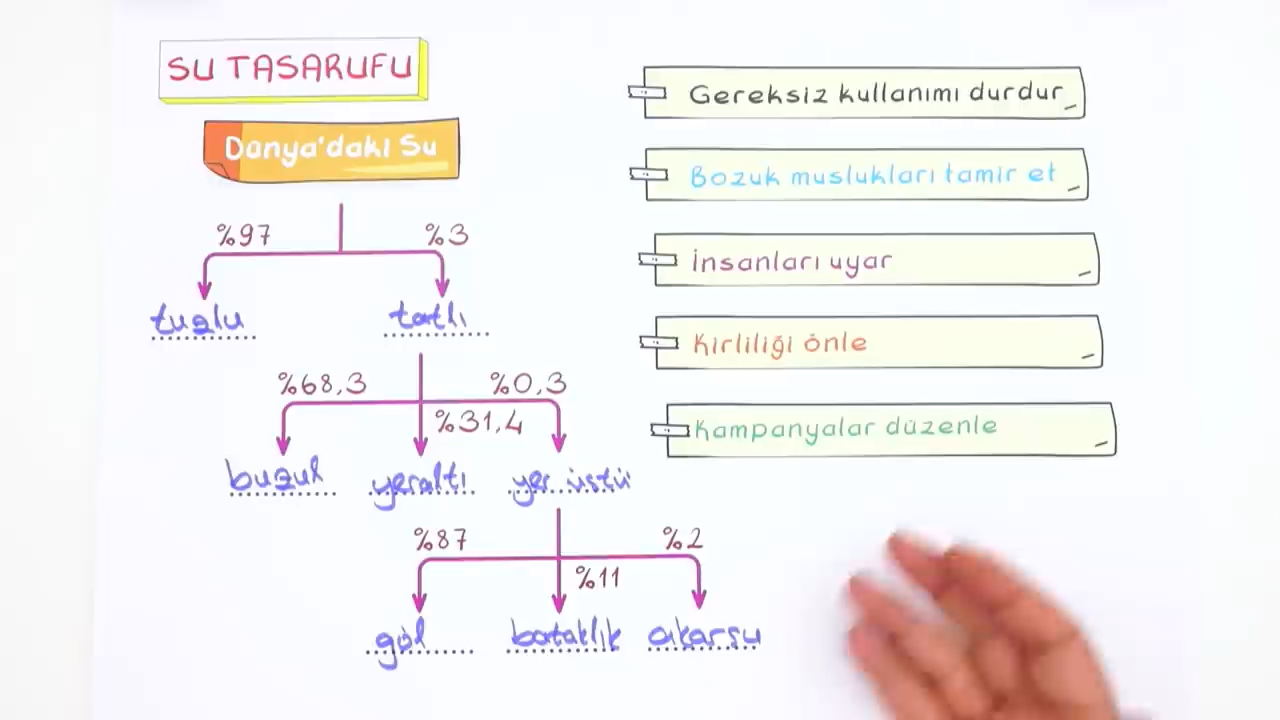 SU TASARUFU
Danya'daki Su
%97
%3
tuzlu
tatlı
%68,3
%0,3
%31,4
buzul
yeraltı
yer üstü
%87
%2
%11
göl
bataklık
akarsu
Gereksiz kullanımı durdur
Bozuk muslukları tamir et
İnsanları uyar
Kirliliği önle
Kampanyalar düzenle